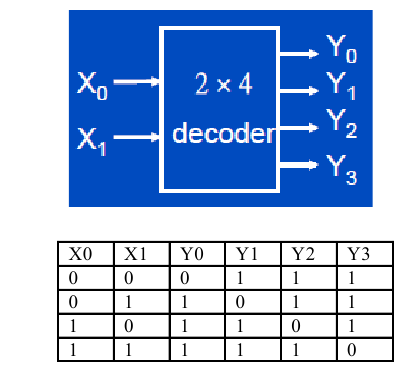 X0 2 × 4 Y0
X1 decoder Y1
Y2
Y3
X0 X1 Y0 Y1 Y2 Y3
0 0 0 1 1 1
0 1 1 0 1 1
1 0 1 1 0 1
1 1 1 1 1 0